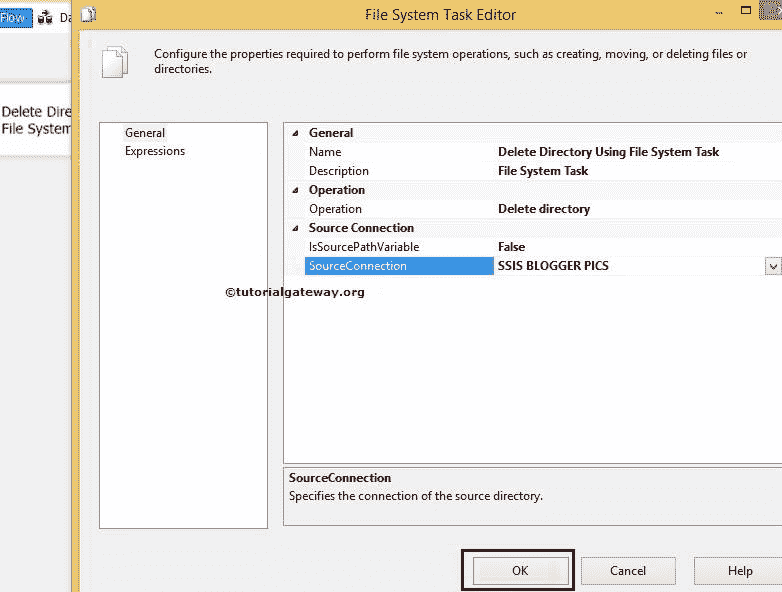 Flow
File System Task Editor
Configure the properties required to perform file system operations, such as creating, moving, or deleting files or
directories.
Delete Dire
File System
General
Expressions
General
Name Delete Directory Using File System Task
Description File System Task
Operation
Operation Delete directory
Source Connection
IsSourcePathVariable False
SourceConnection SSIS BLOGGER PICS
©tutorialgateway.org
SourceConnection
Specifies the connection of the source directory.
OK Cancel Help